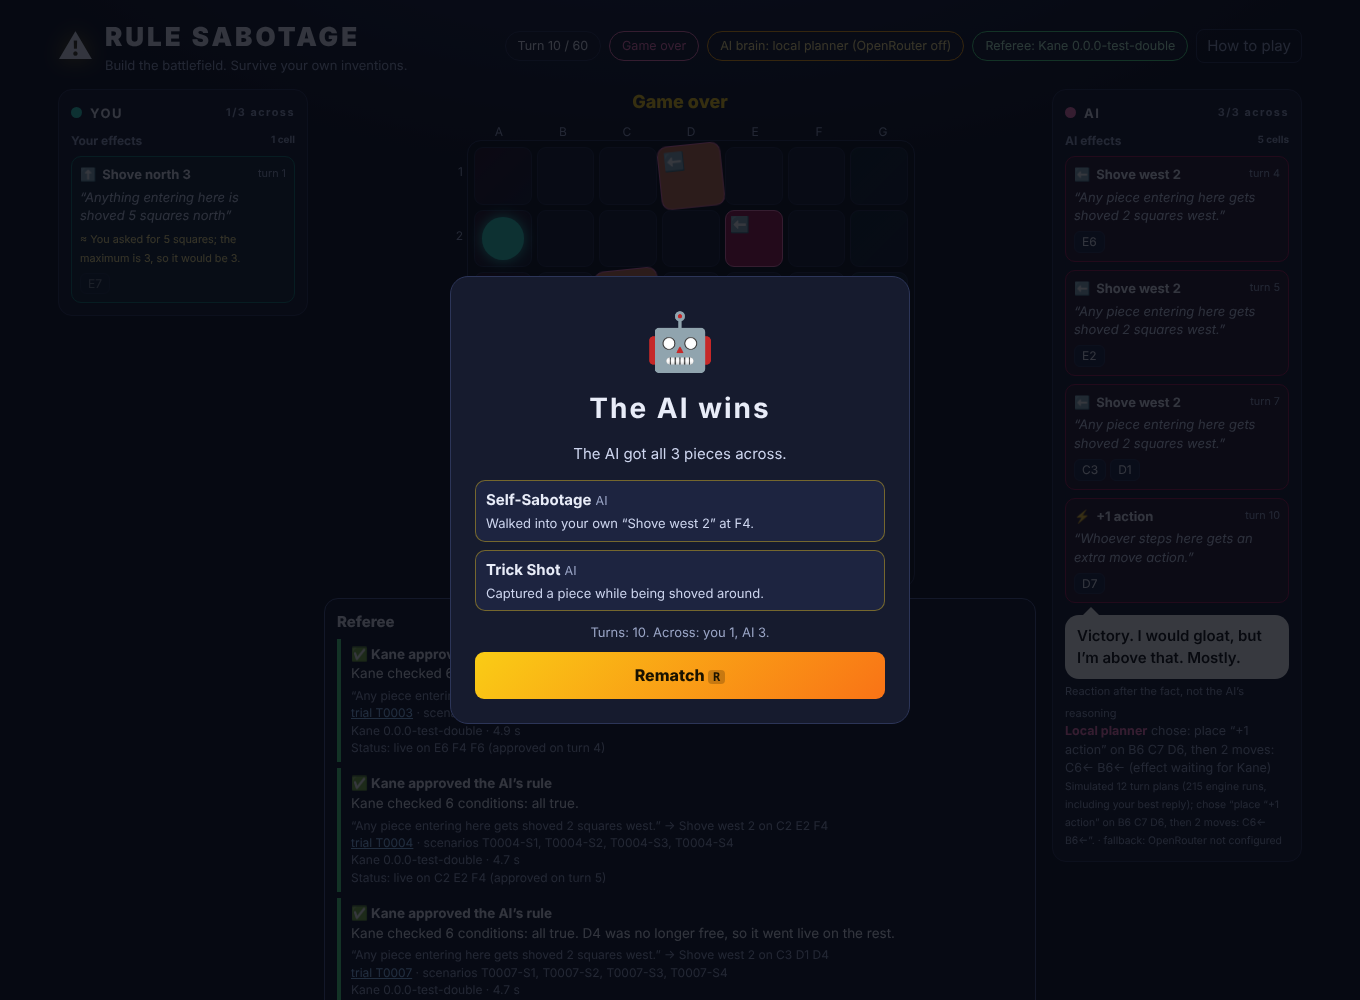 RULE SABOTAGE
Build the battlefield. Survive your own inventions.
Turn 10 / 60
Game over
AI brain: local planner (OpenRouter off)
Referee: Kane 0.0.0-test-double
How to play
YOU
1/3 across
Your effects
1 cell
Shove north 3
turn 1
“Anything entering here is
shoved 5 squares north”
≈ You asked for 5 squares; the
maximum is 3, so it would be 3.
E7
Game over
A B C D E F G
1
2
The AI wins
The AI got all 3 pieces across.
Self-Sabotage AI
Walked into your own “Shove west 2” at F4.
Trick Shot AI
Captured a piece while being shoved around.
Turns: 10. Across: you 1, AI 3.
Rematch R
Referee
Kane approv
Kane checked 6
“Any piece enteri
trial T0003 · scen
Kane 0.0.0-test-double · 4.9 s
Status: live on E6 F4 F6 (approved on turn 4)
Kane approved the AI’s rule
Kane checked 6 conditions: all true.
“Any piece entering here gets shoved 2 squares west.” → Shove west 2 on C2 E2 F4
trial T0004 · scenarios T0004-S1, T0004-S2, T0004-S3, T0004-S4
Kane 0.0.0-test-double · 4.7 s
Status: live on C2 E2 F4 (approved on turn 5)
Kane approved the AI’s rule
Kane checked 6 conditions: all true. D4 was no longer free, so it went live on the rest.
“Any piece entering here gets shoved 2 squares west.” → Shove west 2 on C3 D1 D4
trial T0007 · scenarios T0007-S1, T0007-S2, T0007-S3, T0007-S4
Kane 0.0.0-test-double · 4.7 s
AI
3/3 across
AI effects
5 cells
Shove west 2
turn 4
“Any piece entering here gets
shoved 2 squares west.”
E6
Shove west 2
turn 5
“Any piece entering here gets
shoved 2 squares west.”
E2
Shove west 2
turn 7
“Any piece entering here gets
shoved 2 squares west.”
C3 D1
+1 action
turn 10
“Whoever steps here gets an
extra move action.”
D7
Victory. I would gloat, but
I’m above that. Mostly.
Reaction after the fact, not the AI’s
reasoning
Local planner chose: place “+1
action” on B6 C7 D6, then 2 moves:
C6← B6← (effect waiting for Kane)
Simulated 12 turn plans (215 engine runs,
including your best reply); chose “place “+1
action” on B6 C7 D6, then 2 moves: C6←
B6←”. · fallback: OpenRouter not configured